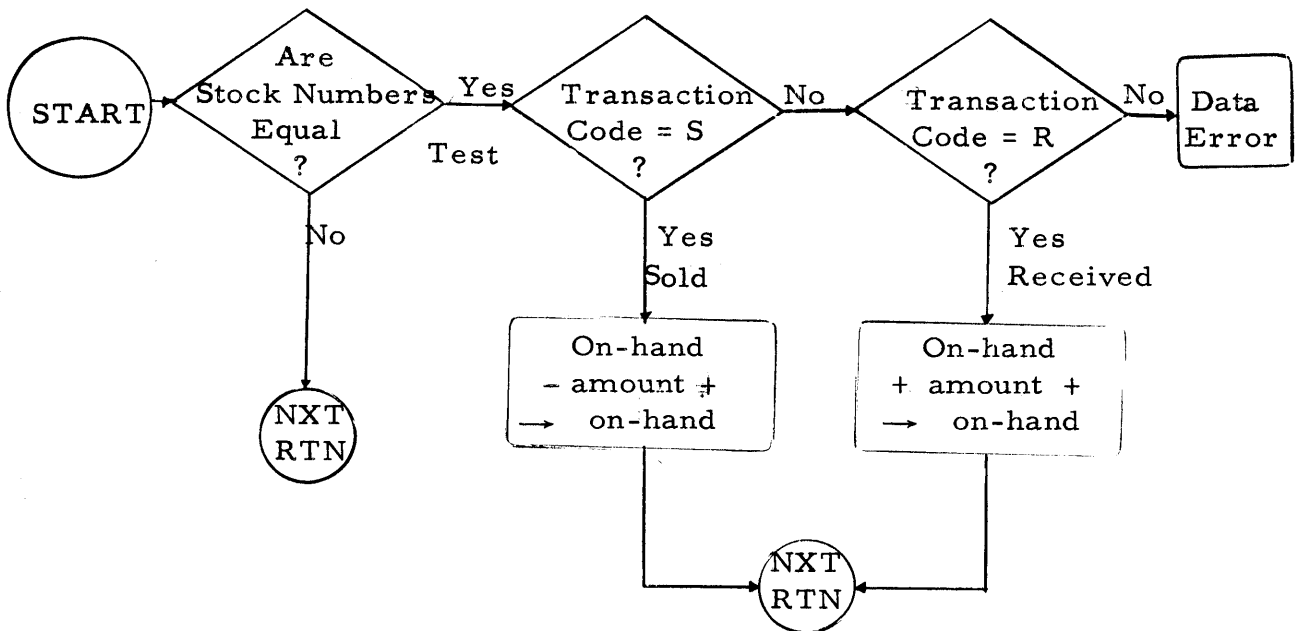 START
Are
Stock Numbers
Equal
?
Yes
Test
No
NXT
RTN
Transaction
Code = S
?
No
Yes
Sold
On-hand
- amount +
→ on-hand
Transaction
Code = R
?
No
Data
Error
Yes
Received
On-hand
+ amount +
→ on-hand
NXT
RTN